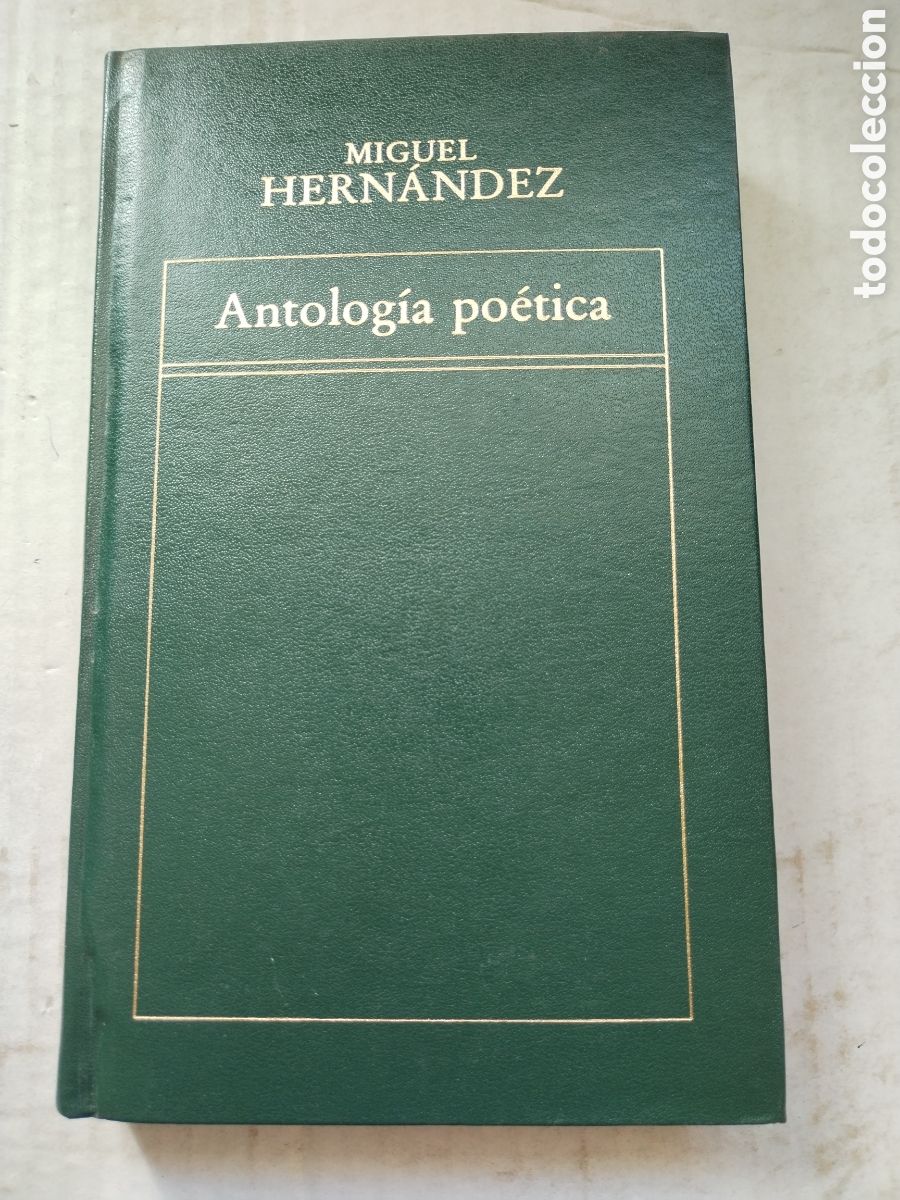 MIGUEL
HERNÁNDEZ
Antología poética
todocoleccion